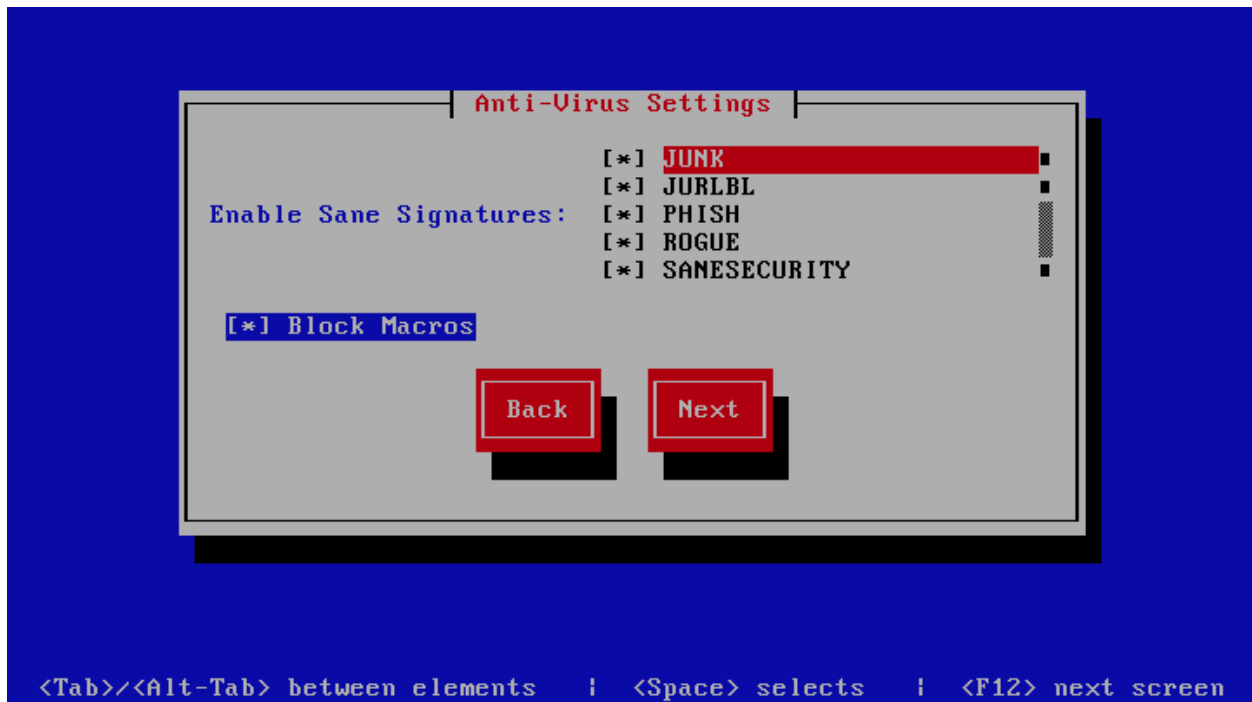 Anti-Virus Settings
[*] JUNK
[*] JURLBL
Enable Sane Signatures: [*] PHISH
[*] ROGUE
[*] SANESECURITY
[*] Block Macros
Back Next
<Tab>/<Alt-Tab> between elements | <Space> selects | <F12> next screen